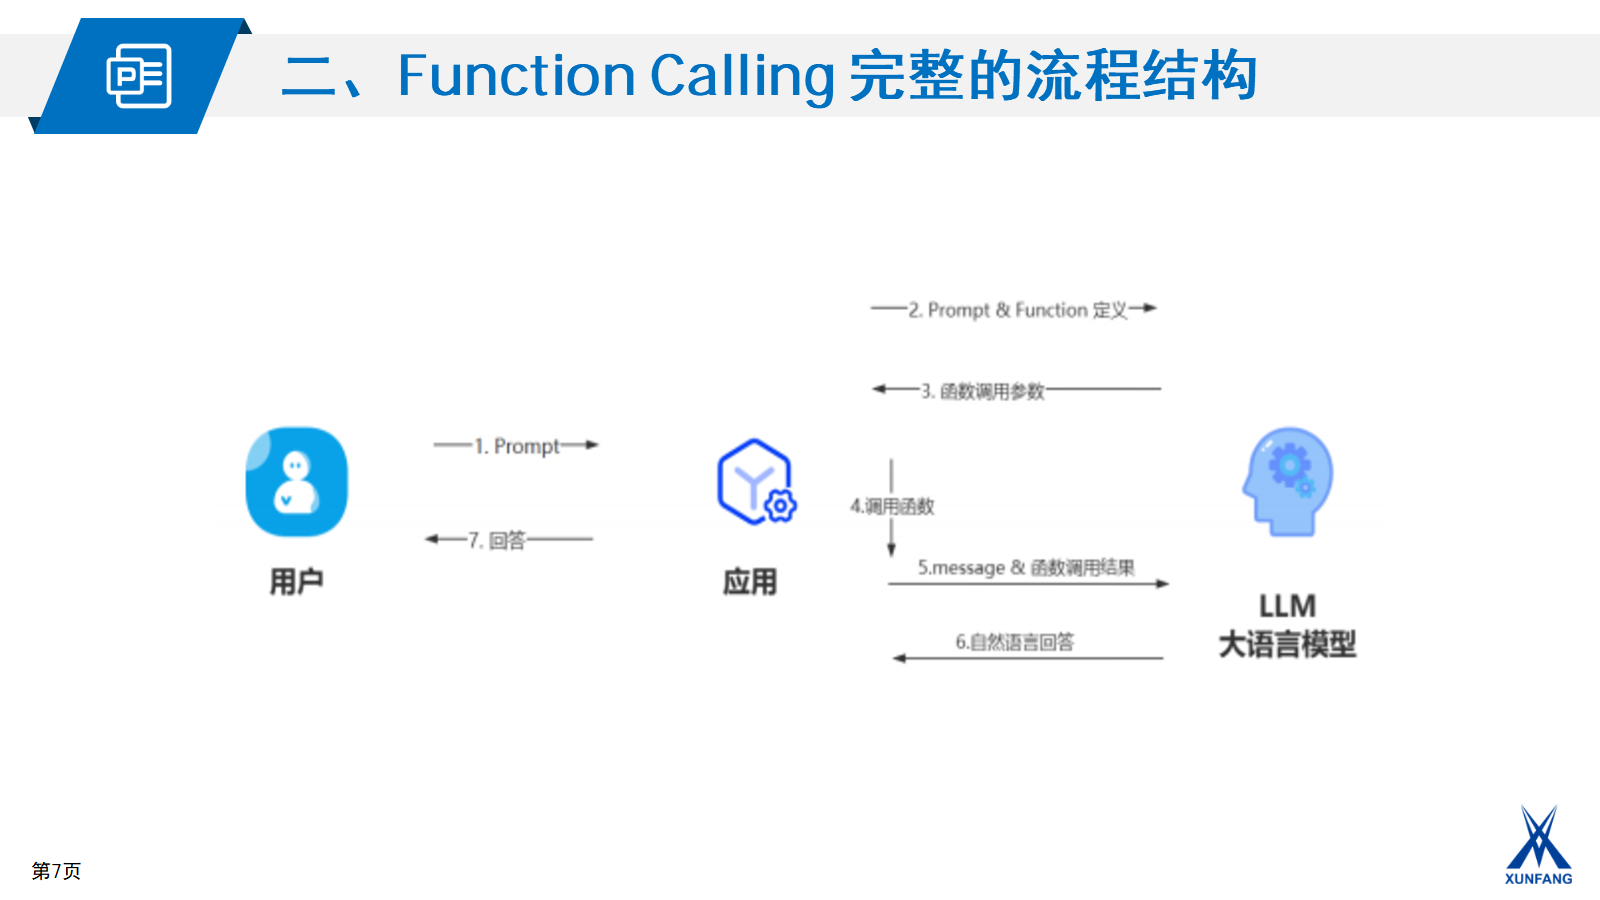 二、Function Calling 完整的流程结构
2. Prompt & Function 定义
3. 函数调用参数
1. Prompt
4.调用函数
7. 回答
5.message & 函数调用结果
用户
应用
LLM
大语言模型
6.自然语言回答
第7页
XUNFANG